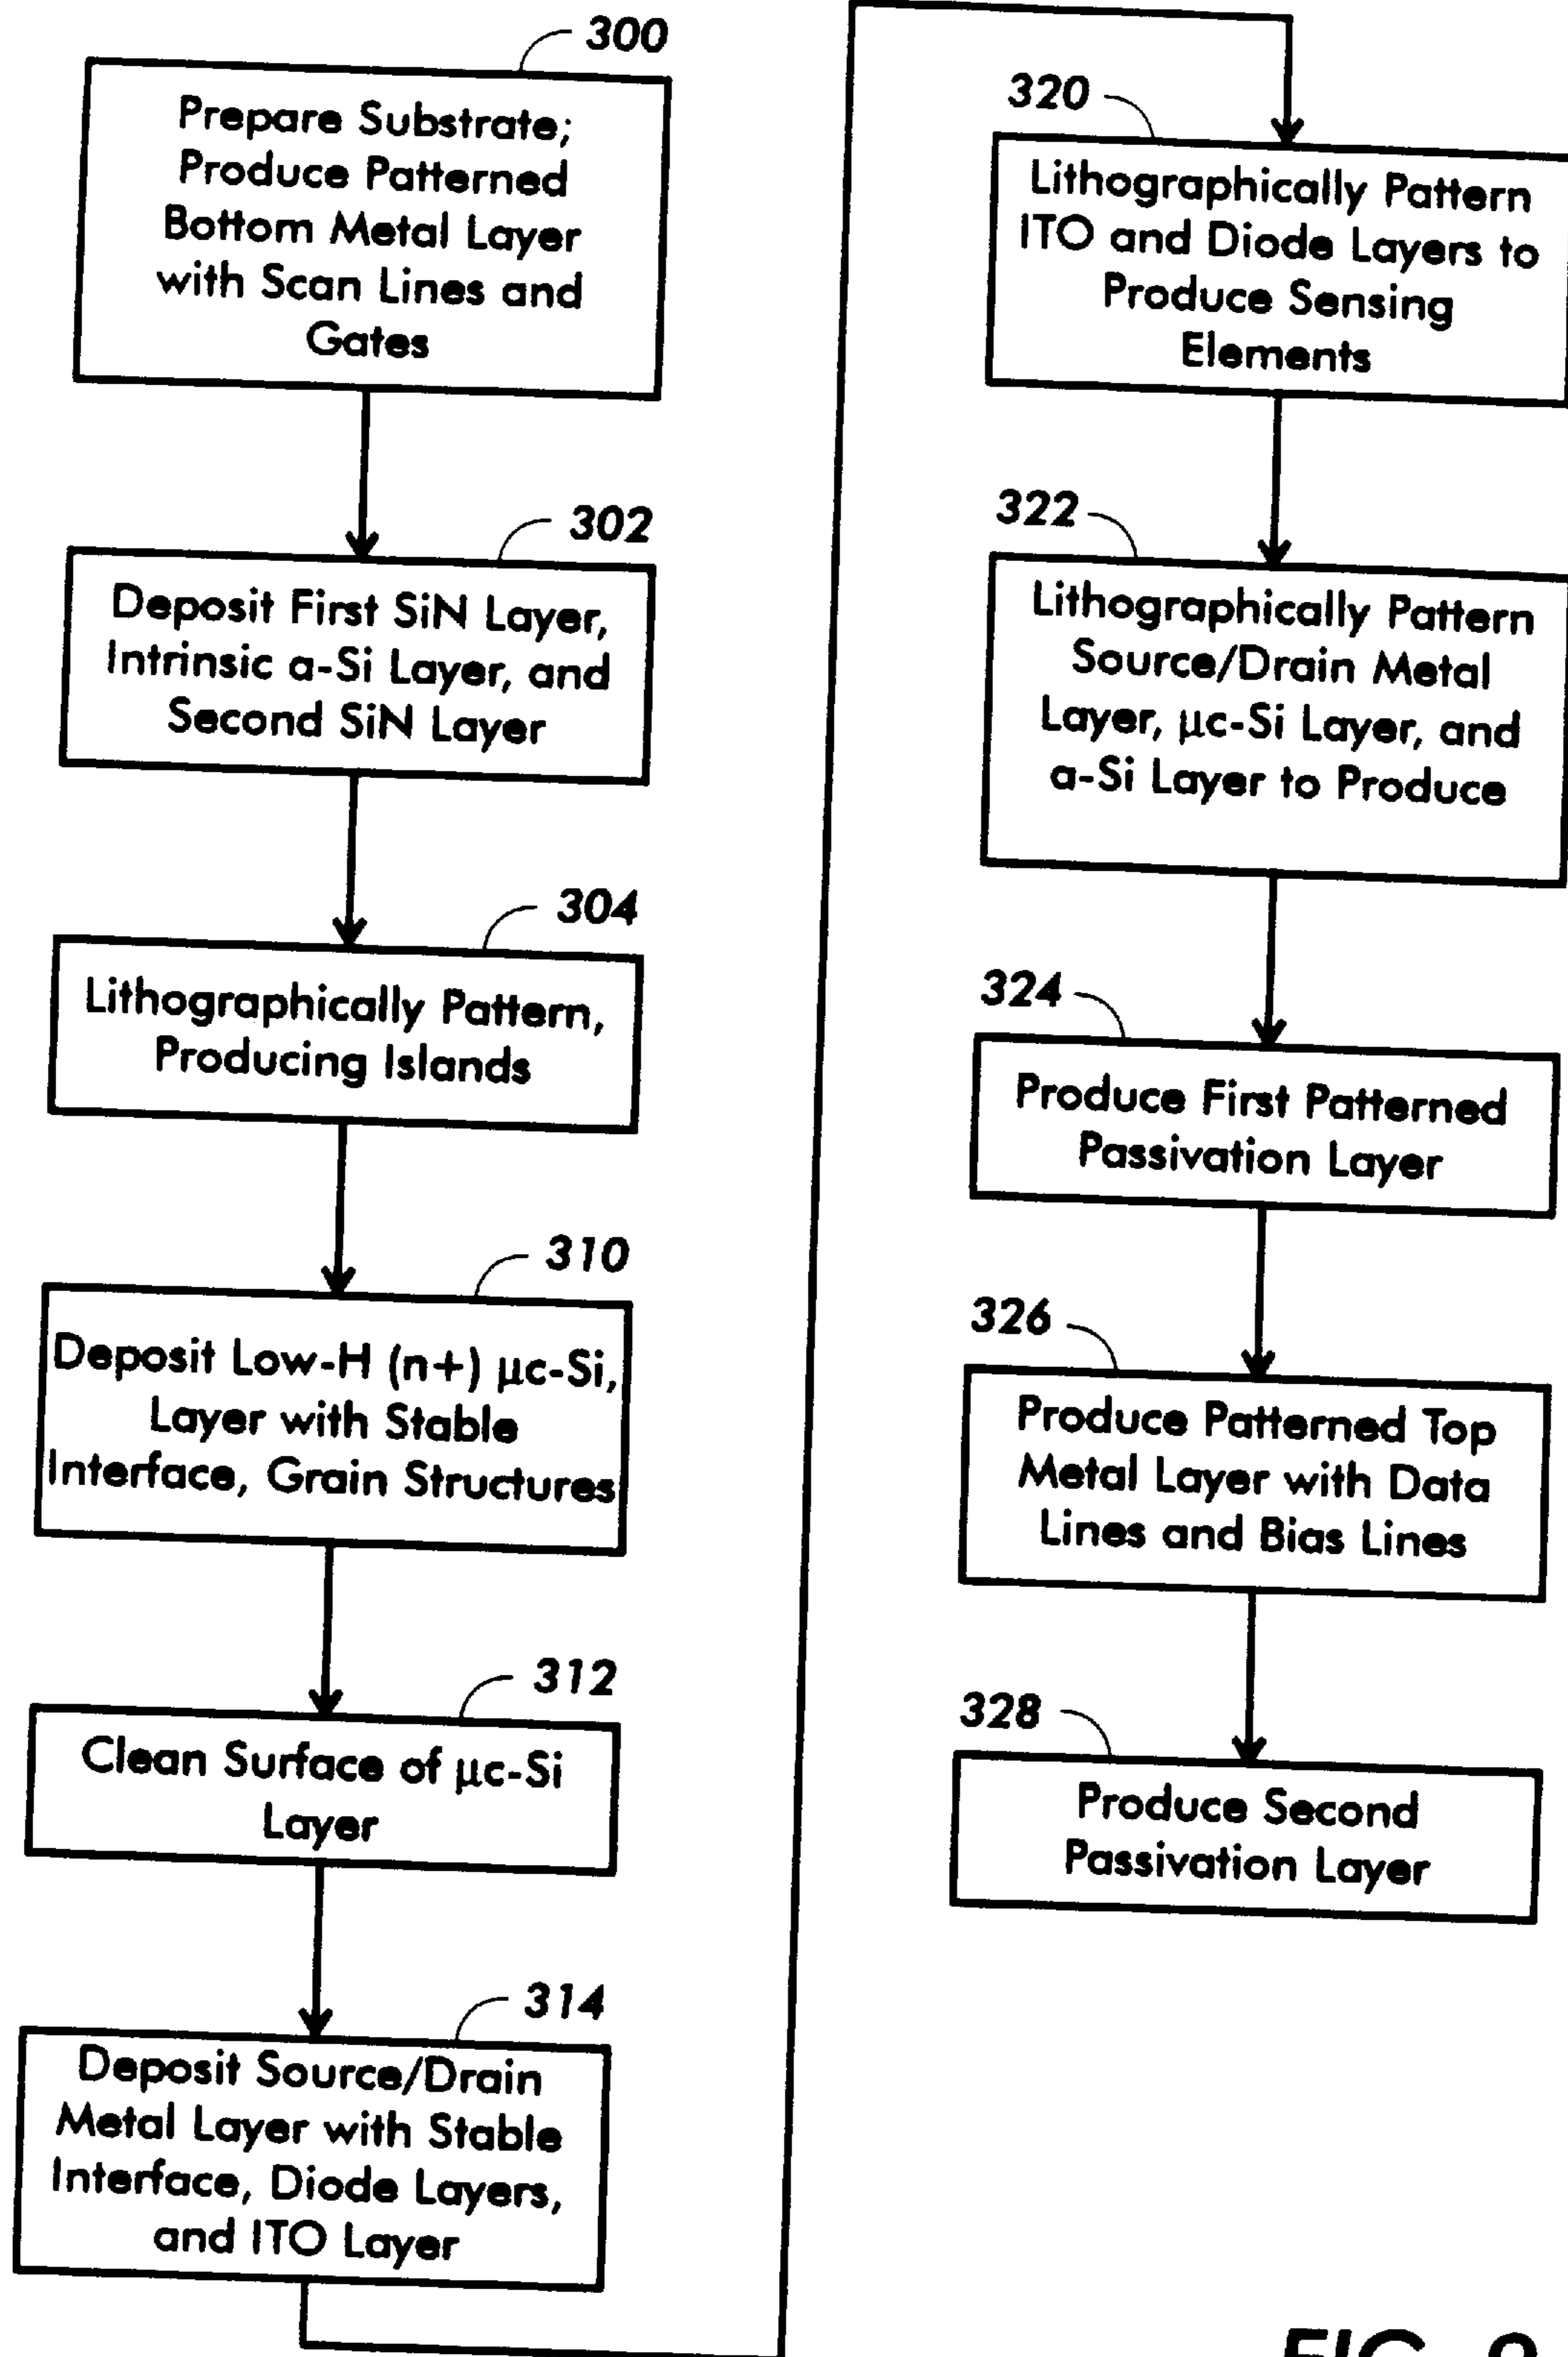 300
Prepare Substrate;
Produce Patterned
Bottom Metal Layer
with Scan Lines and
Gates
302
Deposit First SiN Layer,
Intrinsic a-Si Layer, and
Second SiN Layer
304
Lithographically Pattern,
Producing Islands
310
Deposit Low-H (n+) µc-Si,
Layer with Stable
Interface, Grain Structures
312
Clean Surface of µc-Si
Layer
314
Deposit Source/Drain
Metal Layer with Stable
Interface, Diode Layers,
and ITO Layer
320
Lithographically Pattern
ITO and Diode Layers to
Produce Sensing
Elements
322
Lithographically Pattern
Source/Drain Metal
Layer, µc-Si Layer, and
a-Si Layer to Produce
324
Produce First Patterned
Passivation Layer
326
Produce Patterned Top
Metal Layer with Data
Lines and Bias Lines
328
Produce Second
Passivation Layer
FIG.